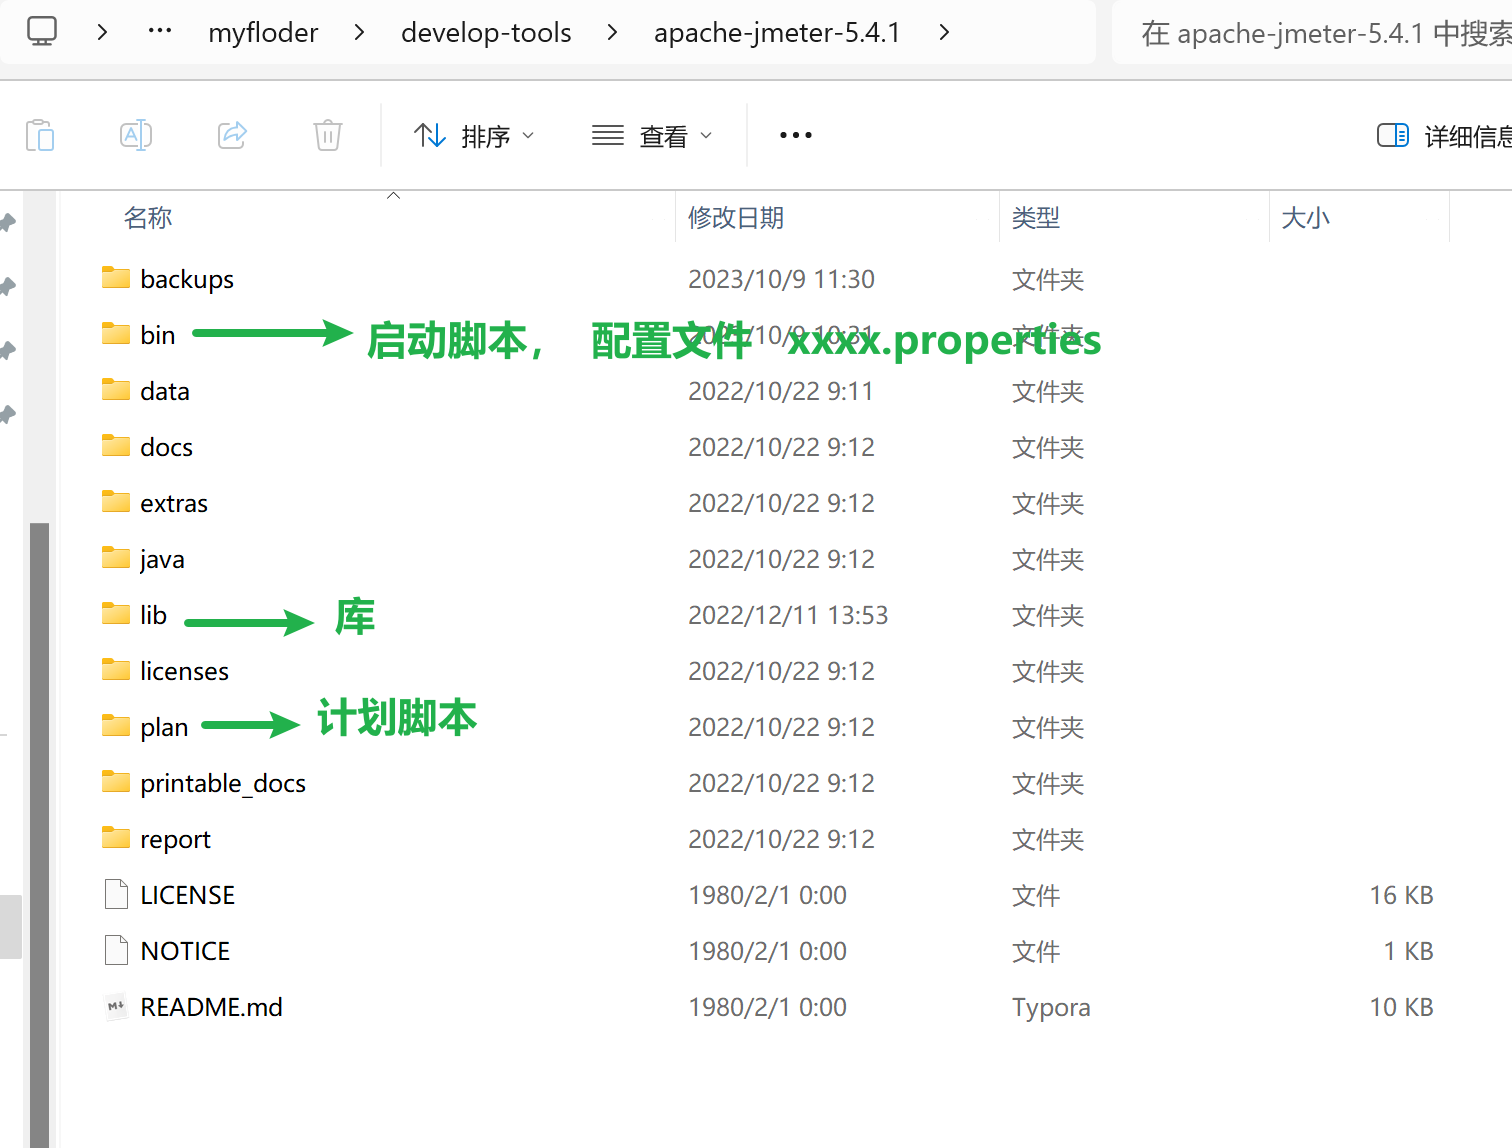 … myfloder develop-tools apache-jmeter-5.4.1 在 apache-jmeter-5.4.1 中搜索
排序 查看 ••• 详细信息
名称 修改日期 类型 大小
backups 2023/10/9 11:30 文件夹
bin 启动脚本， 配置文件 xxxx.properties
data 2022/10/22 9:11 文件夹
docs 2022/10/22 9:12 文件夹
extras 2022/10/22 9:12 文件夹
java 2022/10/22 9:12 文件夹
lib 库 2022/12/11 13:53 文件夹
licenses 2022/10/22 9:12 文件夹
plan 计划脚本 2022/10/22 9:12 文件夹
printable_docs 2022/10/22 9:12 文件夹
report 2022/10/22 9:12 文件夹
LICENSE 1980/2/1 0:00 文件 16 KB
NOTICE 1980/2/1 0:00 文件 1 KB
README.md 1980/2/1 0:00 Typora 10 KB